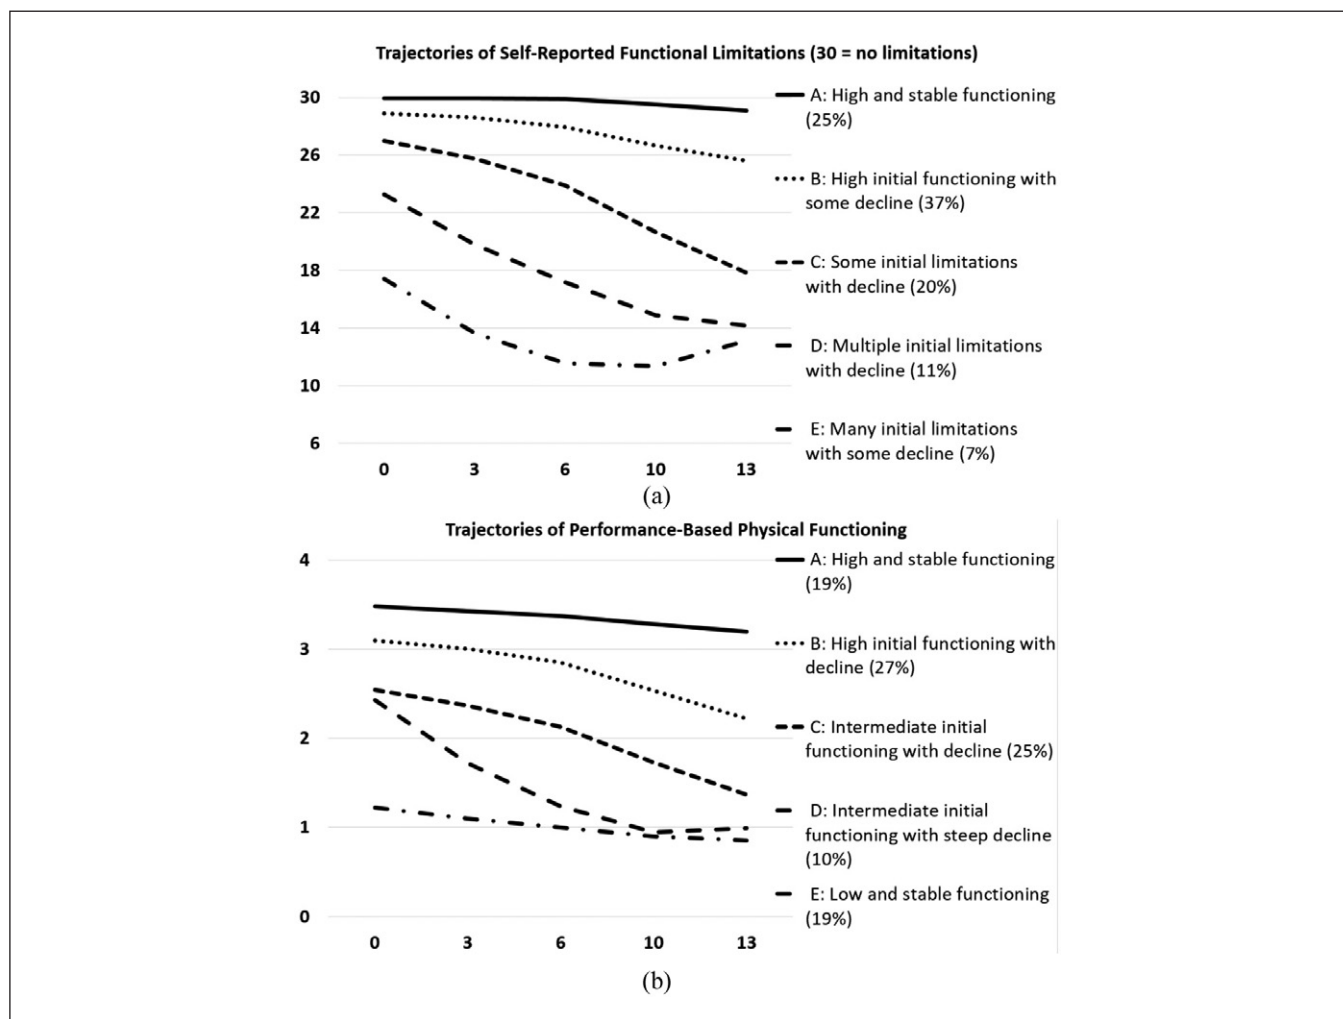 Trajectories of Self-Reported Functional Limitations (30 = no limitations)
30
26
22
18
14
10
6
0 3 6 10 13
A: High and stable functioning
(25%)
B: High initial functioning with
some decline (37%)
C: Some initial limitations
with decline (20%)
D: Multiple initial limitations
with decline (11%)
E: Many initial limitations
with some decline (7%)
(a)
Trajectories of Performance-Based Physical Functioning
4
3
2
1
0
0 3 6 10 13
A: High and stable functioning
(19%)
B: High initial functioning with
decline (27%)
C: Intermediate initial
functioning with decline (25%)
D: Intermediate initial
functioning with steep decline
(10%)
E: Low and stable functioning
(19%)
(b)